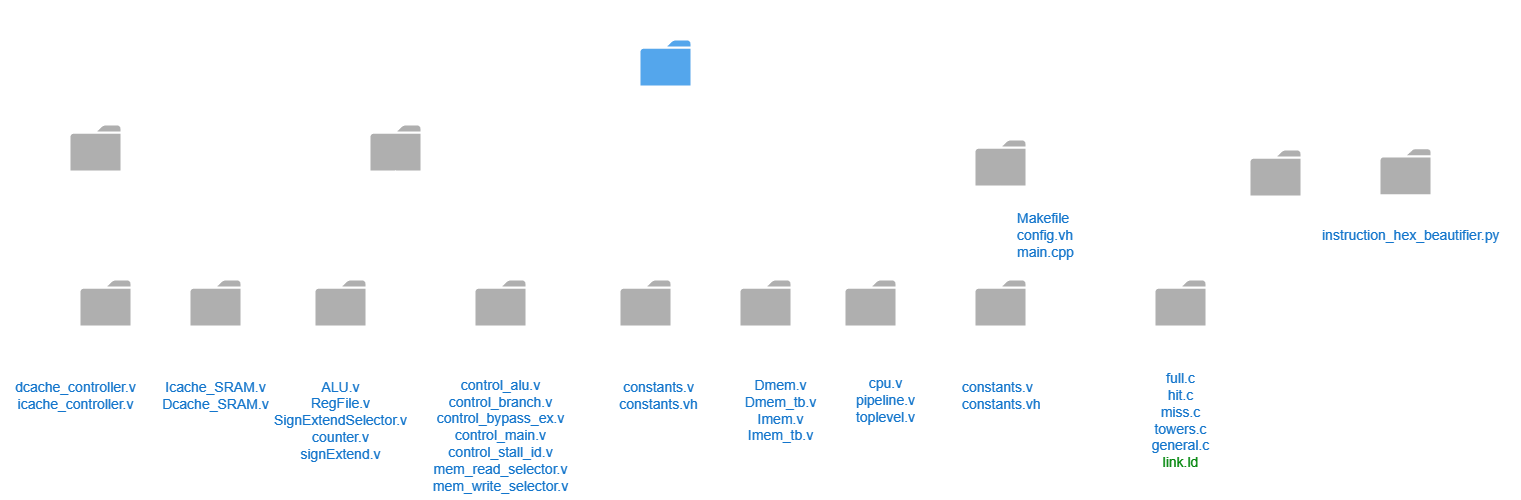 Makefile
config.vh
main.cpp
instruction_hex_beautifier.py
dcache_controller.v
icache_controller.v
Icache_SRAM.v
Dcache_SRAM.v
ALU.v
RegFile.v
SignExtendSelector.v
counter.v
signExtend.v
control_alu.v
control_branch.v
control_bypass_ex.v
control_main.v
control_stall_id.v
mem_read_selector.v
mem_write_selector.v
constants.v
constants.vh
Dmem.v
Dmem_tb.v
Imem.v
Imem_tb.v
cpu.v
pipeline.v
toplevel.v
constants.v
constants.vh
full.c
hit.c
miss.c
towers.c
general.c
link.ld